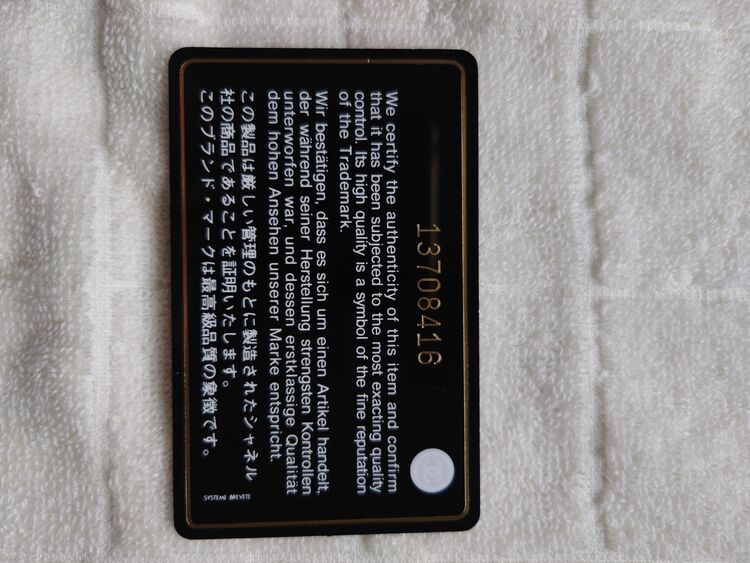 13708416
We certify the authenticity of this item and confirm
that it has been subjected to the most exacting quality
control. Its high quality is a symbol of the fine reputation
of the Trademark.
Wir bestätigen, dass es sich um einen Artikel handelt,
der während seiner Herstellung strengsten Kontrollen
unterworfen war, und dessen erstklassige Qualität
dem hohen Ansehen unserer Marke entspricht.
この製品は厳しい管理のもとに製造されたシャネル
社の商品であることを証明いたします。
このブランド・マークは最高級品質の象徴です。
SYSTEME BREVETE